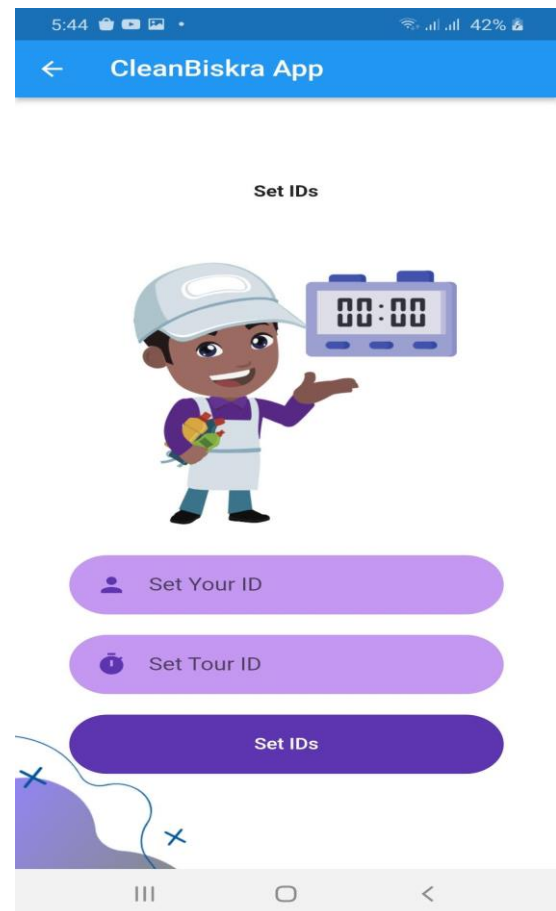 5:44
42%
CleanBiskra App
Set IDs
00:00
Set Your ID
Set Tour ID
Set IDs